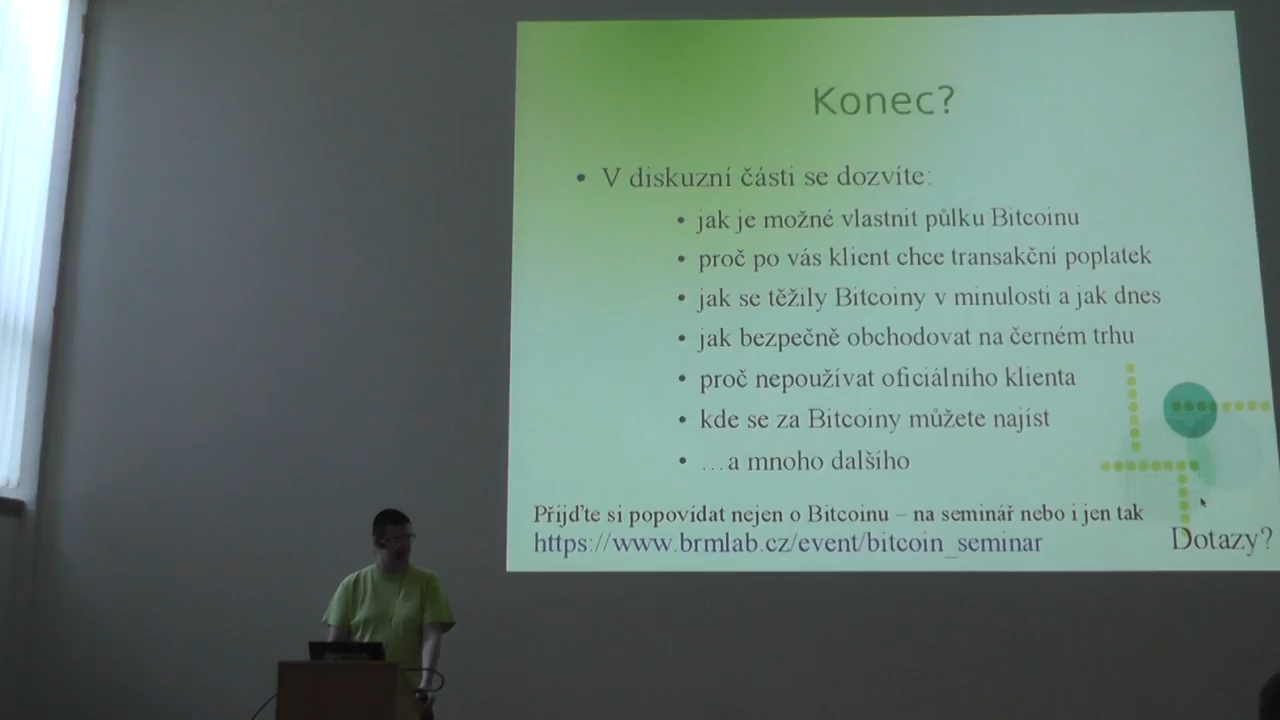 Konec?
• V diskuzní části se dozvíte:
• jak je možné vlastnit půlku Bitcoinu
• proč po vás klient chce transakční poplatek
• jak se těžily Bitcoiny v minulosti a jak dnes
• jak bezpečně obchodovat na černém trhu
• proč nepoužívat oficiálního klienta
• kde se za Bitcoiny můžete najíst
• …a mnoho dalšího
Přijďte si popovídat nejen o Bitcoinu – na seminář nebo i jen tak
https://www.brmlab.cz/event/bitcoin_seminar
Dotazy?